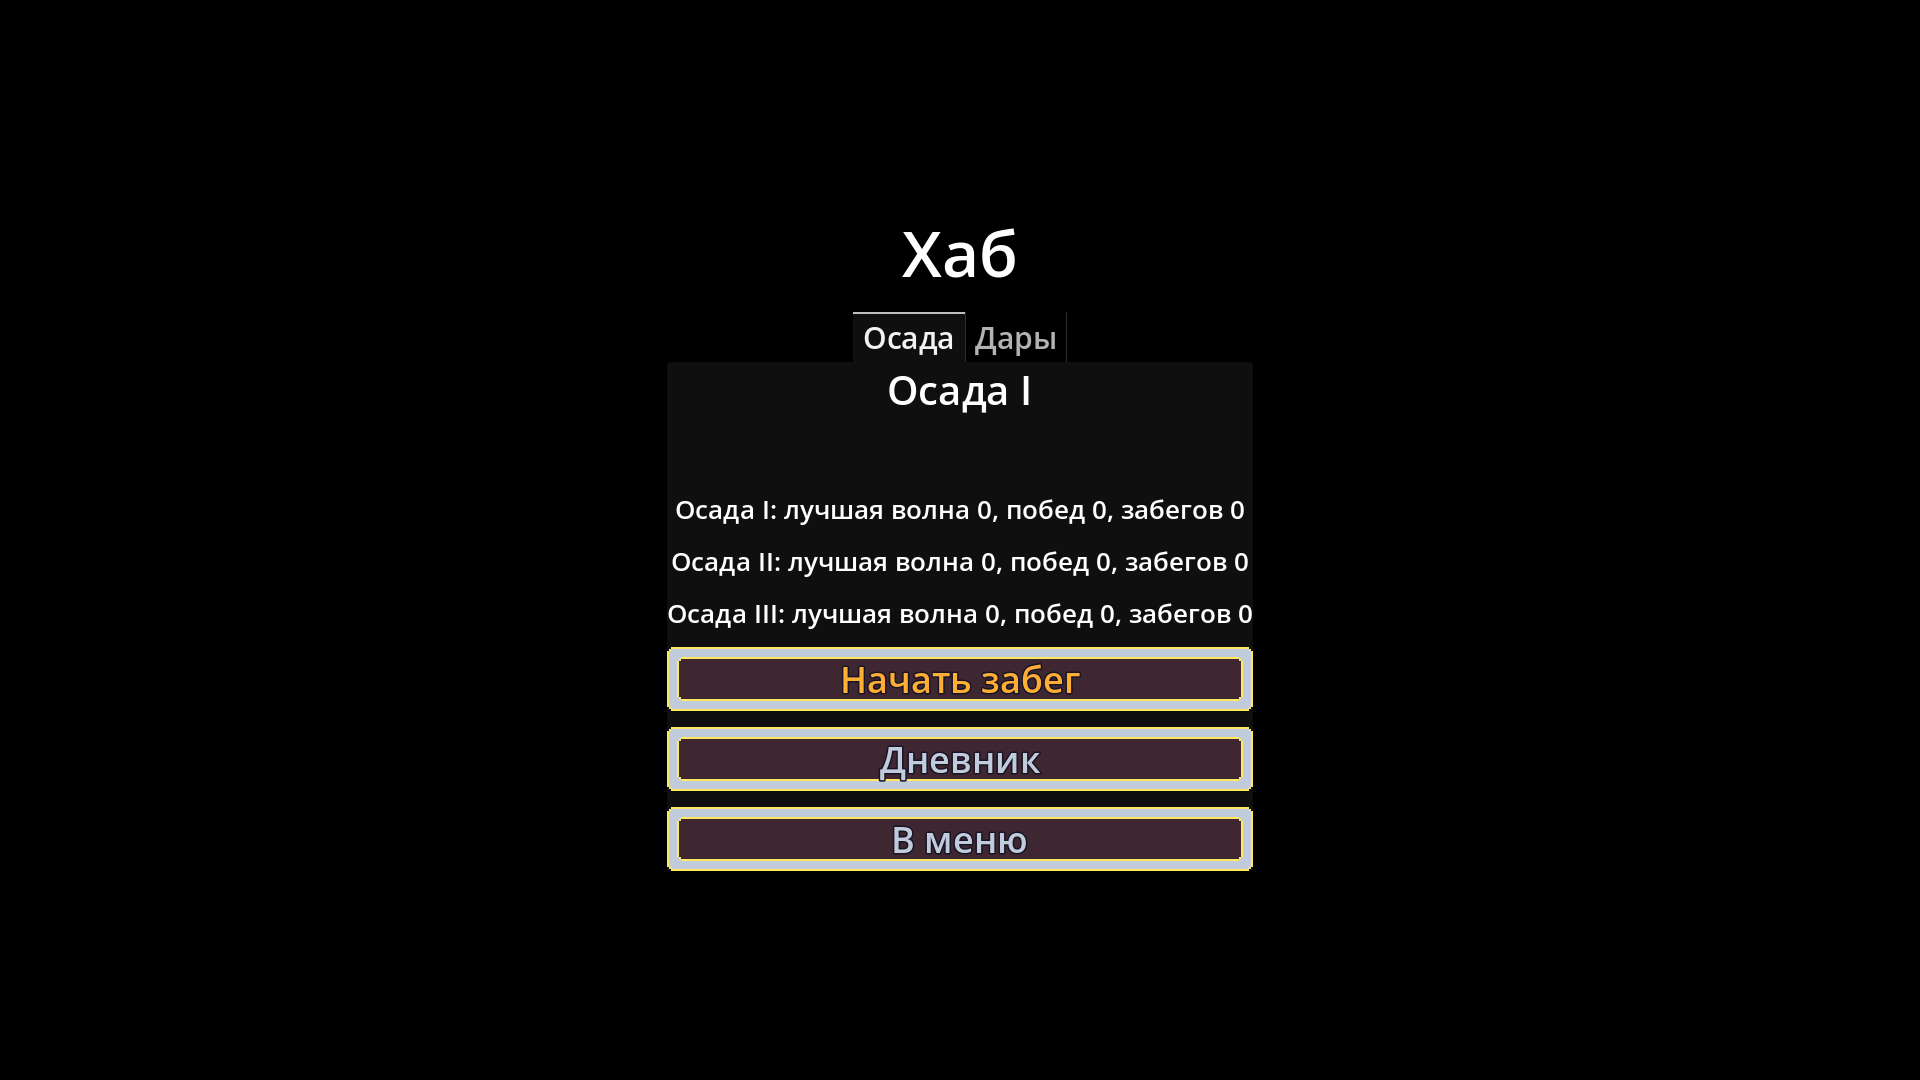 Хаб
Осада Дары
Осада I
Осада I: лучшая волна 0, побед 0, забегов 0
Осада II: лучшая волна 0, побед 0, забегов 0
Осада III: лучшая волна 0, побед 0, забегов 0
Начать забег
Дневник
В меню